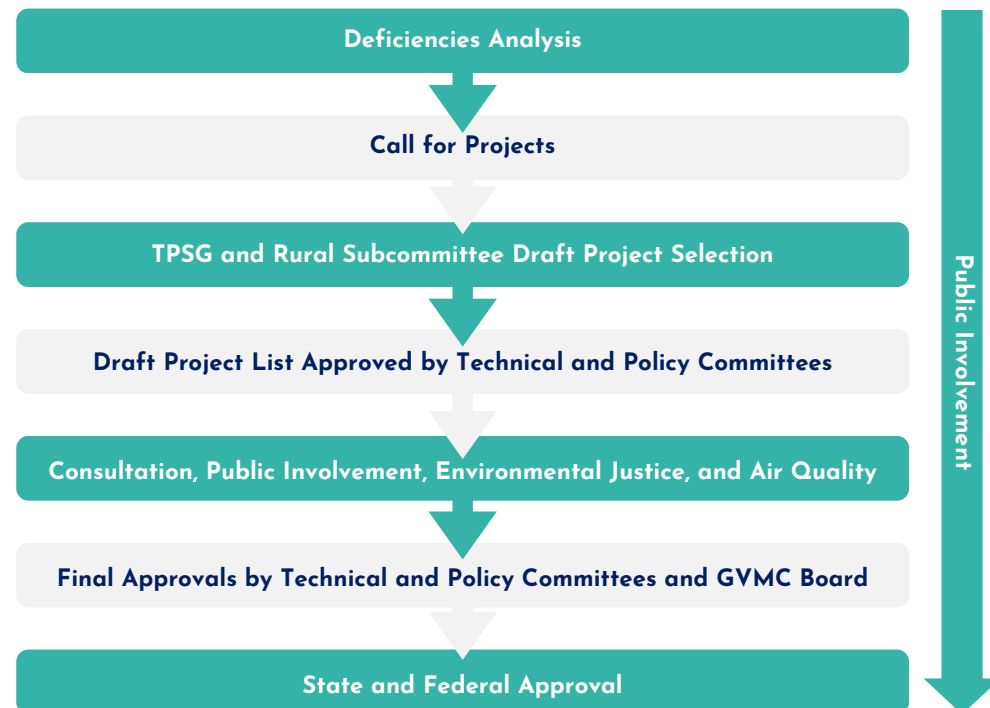 Deficiencies Analysis
Call for Projects
TPSG and Rural Subcommittee Draft Project Selection
Draft Project List Approved by Technical and Policy Committees
Consultation, Public Involvement, Environmental Justice, and Air Quality
Final Approvals by Technical and Policy Committees and GVMC Board
State and Federal Approval
Public Involvement